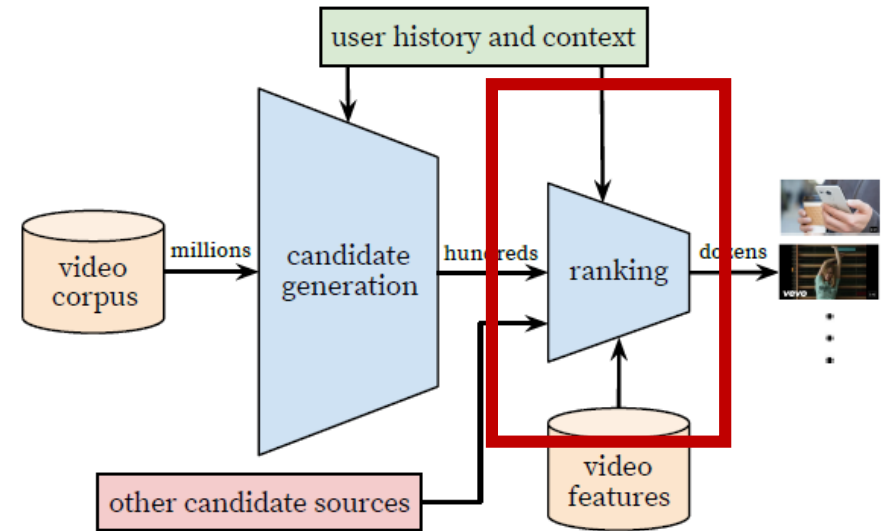 user history and context
millions
video
corpus
candidate
generation
hundreds
ranking
dozens
vevo
other candidate sources
video
features